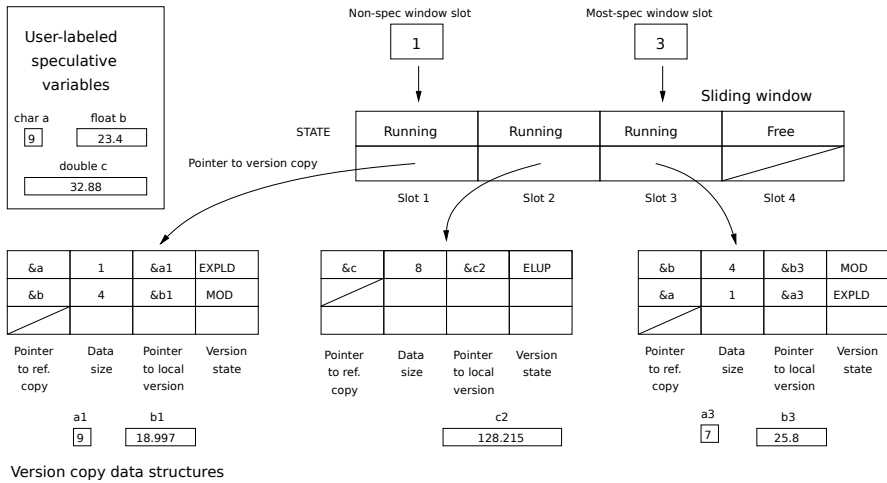 User-labeled
speculative
variables
char a
float b
9
23.4
double c
32.88
Non-spec window slot
Most-spec window slot
1
3
Sliding window
STATE
Running
Running
Running
Free
Pointer to version copy
Slot 1
Slot 2
Slot 3
Slot 4
&a
1
&a1
EXPLD
&b
4
&b1
MOD
Pointer
to ref.
copy
Data
size
Pointer
to local
version
Version
state
a1
b1
9
18.997
&c
8
&c2
ELUP
Pointer
to ref.
copy
Data
size
Pointer
to local
version
Version
state
c2
128.215
&b
4
&b3
MOD
&a
1
&a3
EXPLD
Pointer
to ref.
copy
Data
size
Pointer
to local
version
Version
state
a3
b3
7
25.8
Version copy data structures